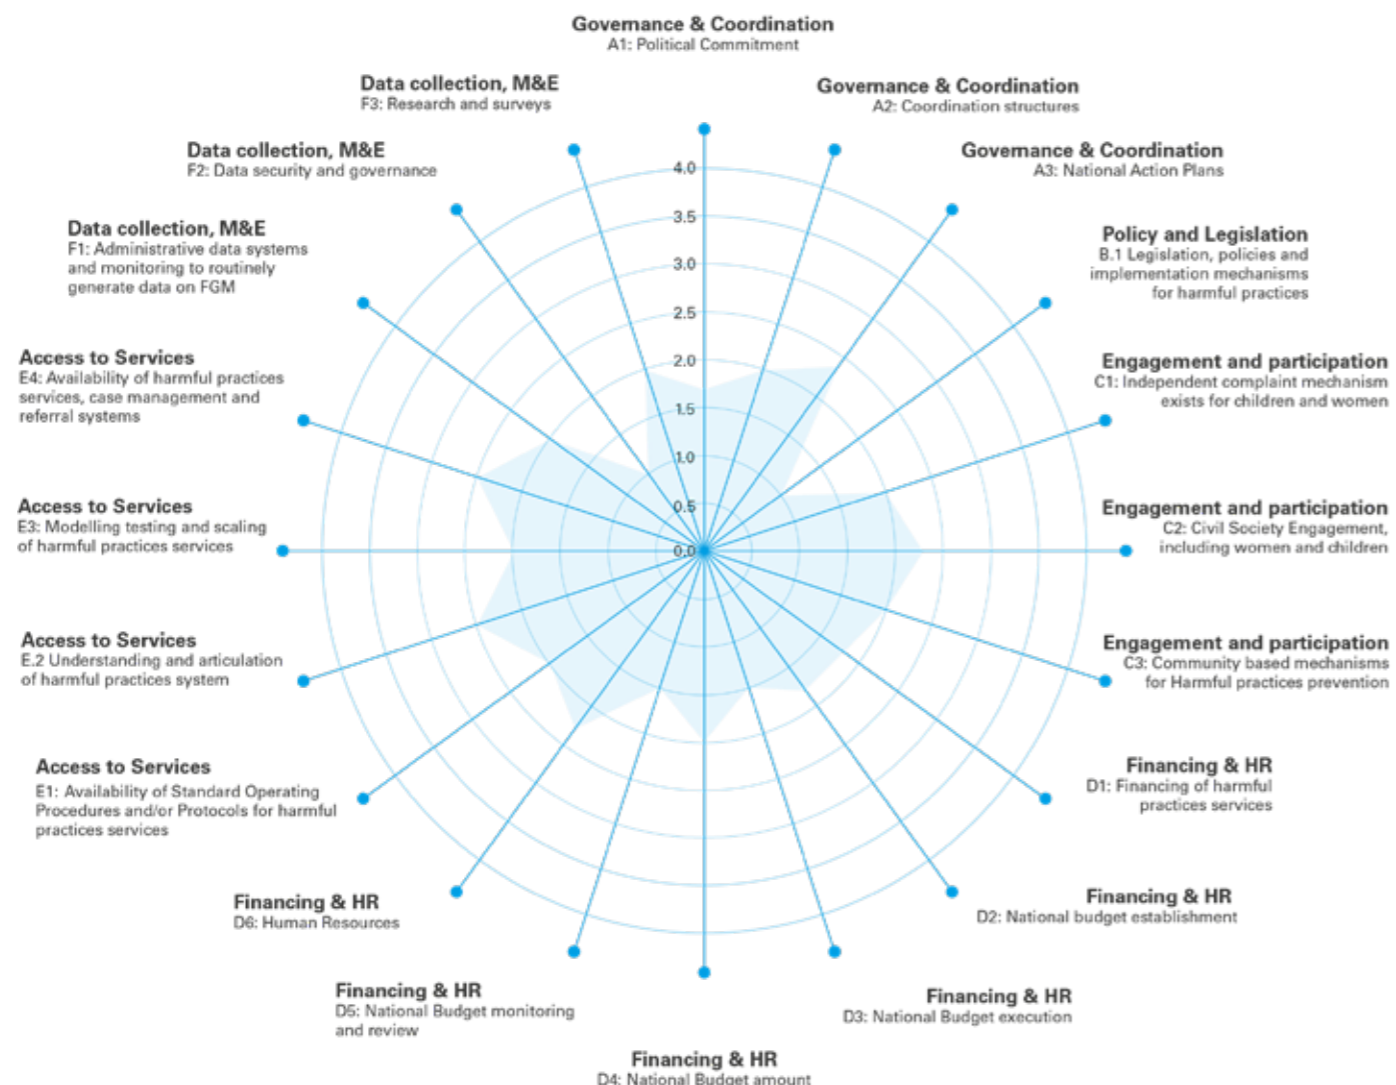 Governance & Coordination
A1: Political Commitment
Governance & Coordination
A2: Coordination structures
Governance & Coordination
A3: National Action Plans
Policy and Legislation
B.1 Legislation, policies and
implementation mechanisms
for harmful practices
Engagement and participation
C1: Independent complaint mechanism
exists for children and women
Engagement and participation
C2: Civil Society Engagement,
including women and children
Engagement and participation
C3: Community based mechanisms
for Harmful practices prevention
Financing & HR
D1: Financing of harmful
practices services
Financing & HR
D2: National budget establishment
Financing & HR
D3: National Budget execution
Financing & HR
D4: National Budget amount
Financing & HR
D5: National Budget monitoring
and review
Financing & HR
D6: Human Resources
Access to Services
E1: Availability of Standard Operating
Procedures and/or Protocols for harmful
practices services
Access to Services
E.2 Understanding and articulation
of harmful practices system
Access to Services
E3: Modelling testing and scaling
of harmful practices services
Access to Services
E4: Availability of harmful practices
services, case management and
referral systems
Data collection, M&E
F1: Administrative data systems
and monitoring to routinely
generate data on FGM
Data collection, M&E
F2: Data security and governance
Data collection, M&E
F3: Research and surveys
4.0
3.5
3.0
2.5
2.0
1.5
1.0
0.5
0.0